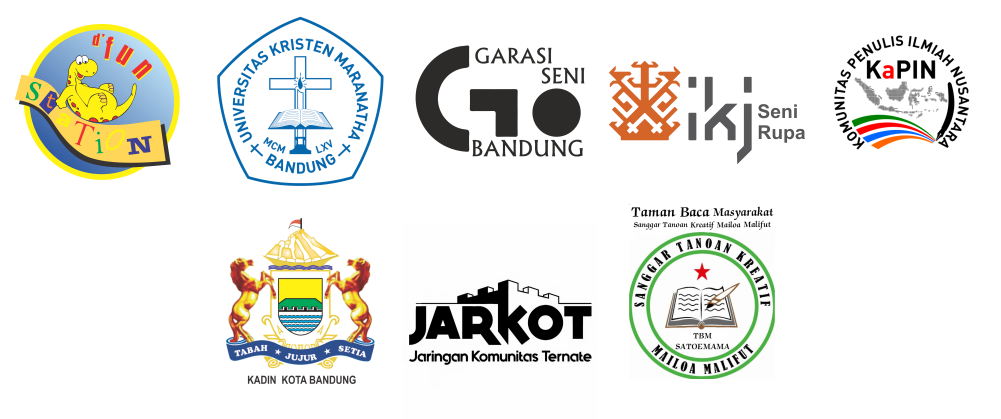 d'fun
StaTiON
UNIVERSITAS KRISTEN MARANATHA
MCM LXV
BANDUNG
GARASI
SENI
G10
BANDUNG
ikj
Seni
Rupa
KOMUNITAS PENULIS ILMIAH NUSANTARA
KaPIN
TABAH ★ JUJUR ★ SETIA
KADIN KOTA BANDUNG
JARKOT
Jaringan Komunitas Ternate
Taman Baca Masyarakat
Sanggar Tanoan Kreatif Mailoa Malifut
SANGGAR TANOAN KREATIF
TBM
SATOEMAMA
MAILOA MALIFUT